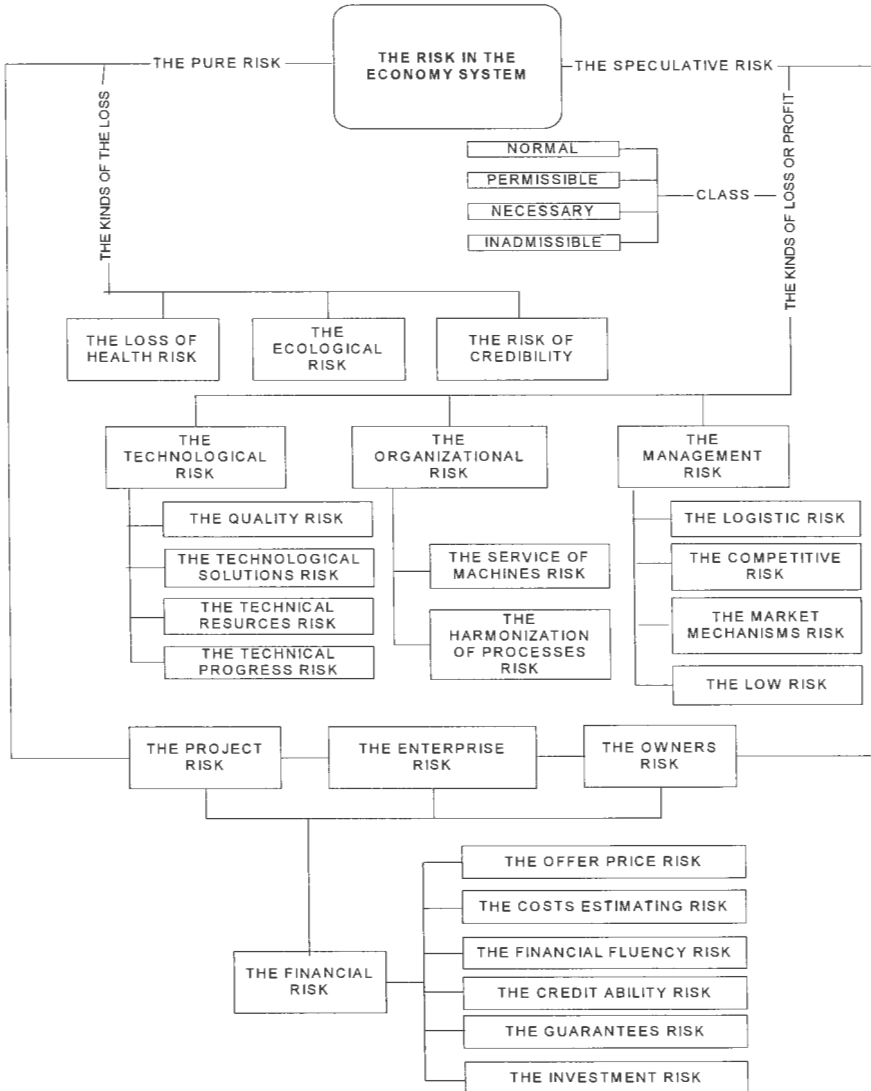 THE PURE RISK
THE RISK IN THE
ECONOMY SYSTEM
THE SPECULATIVE RISK
THE KINDS OF THE LOSS
THE KINDS OF LOSS OR PROFIT
NORMAL
PERMISSIBLE
NECESSARY
INADMISSIBLE
CLASS
THE LOSS OF
HEALTH RISK
THE
ECOLOGICAL
RISK
THE RISK OF
CREDIBILITY
THE
TECHNOLOGICAL
RISK
THE
ORGANIZATIONAL
RISK
THE
MANAGEMENT
RISK
THE QUALITY RISK
THE TECHNOLOGICAL
SOLUTIONS RISK
THE TECHNICAL
RESURCES RISK
THE TECHNICAL
PROGRESS RISK
THE SERVICE OF
MACHINES RISK
THE
HARMONIZATION
OF PROCESSES
RISK
THE LOGISTIC RISK
THE COMPETITIVE
RISK
THE MARKET
MECHANISMS RISK
THE LOW RISK
THE PROJECT
RISK
THE ENTERPRISE
RISK
THE OWNERS
RISK
THE FINANCIAL
RISK
THE OFFER PRICE RISK
THE COSTS ESTIMATING RISK
THE FINANCIAL FLUENCY RISK
THE CREDIT ABILITY RISK
THE GUARANTEES RISK
THE INVESTMENT RISK